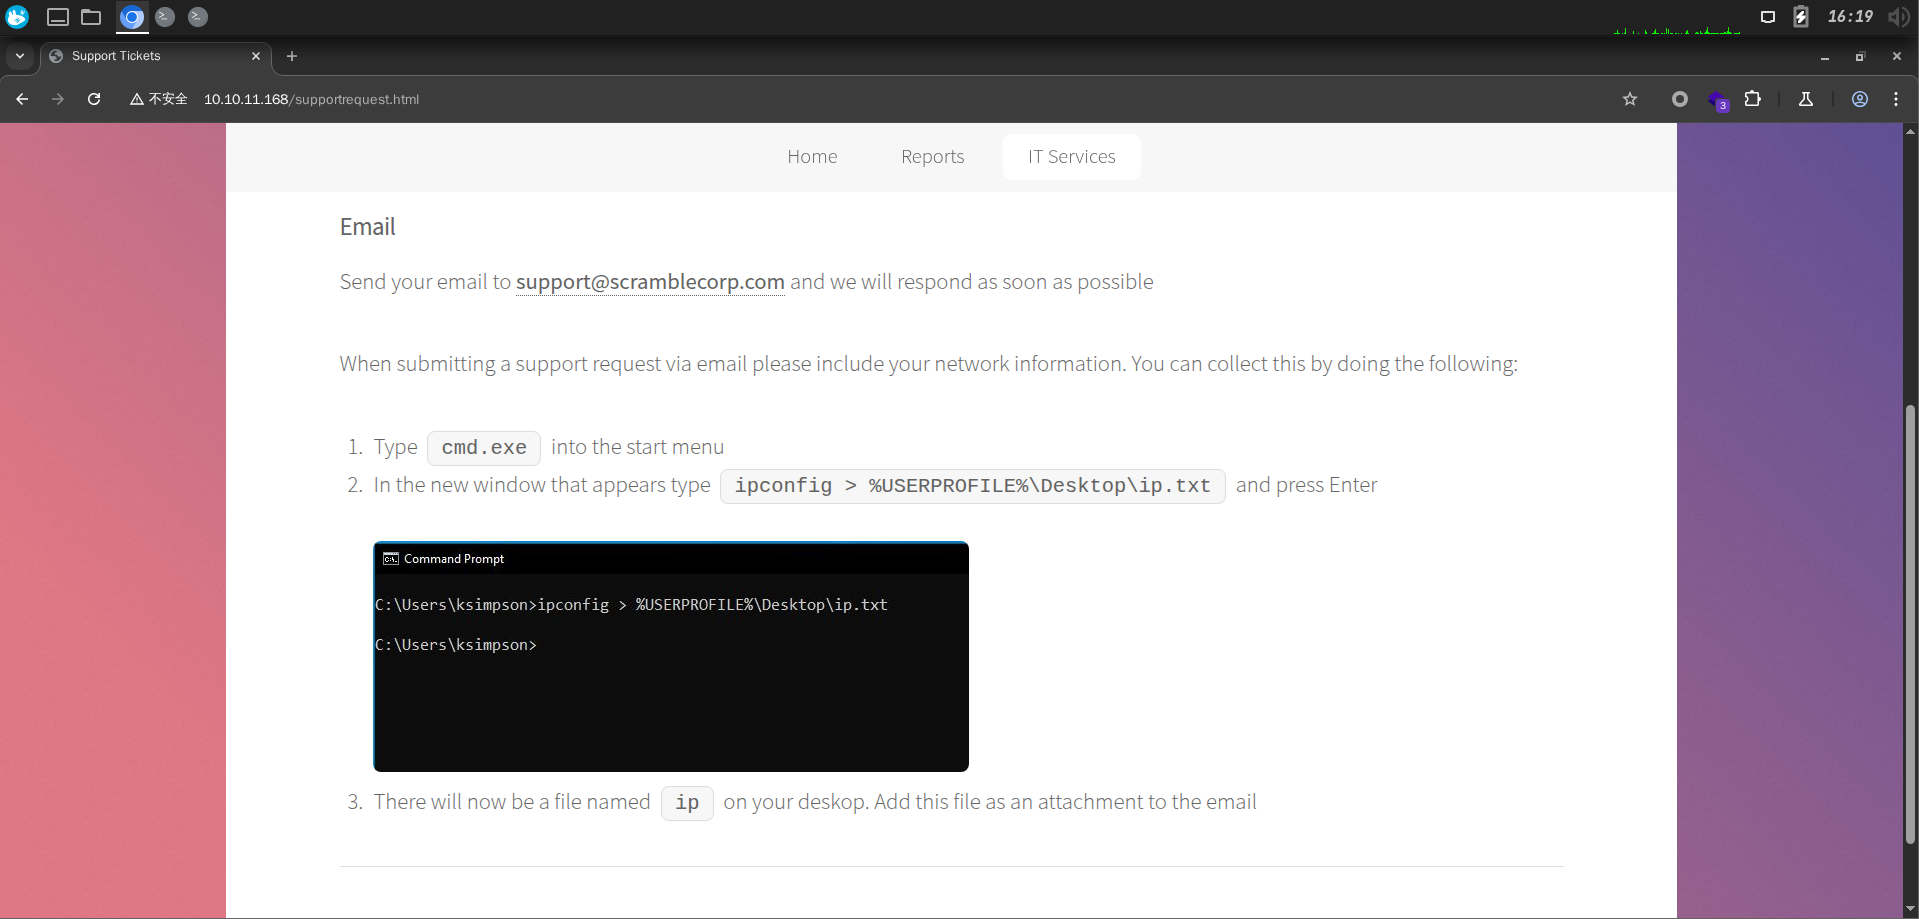 16:19
Support Tickets
不安全 10.10.11.168/supportrequest.html
3
Home Reports IT Services
Email
Send your email to support@scramblecorp.com and we will respond as soon as possible
When submitting a support request via email please include your network information. You can collect this by doing the following:
1. Type cmd.exe into the start menu
2. In the new window that appears type ipconfig > %USERPROFILE%\Desktop\ip.txt and press Enter
Command Prompt
C:\Users\ksimpson>ipconfig > %USERPROFILE%\Desktop\ip.txt
C:\Users\ksimpson>
3. There will now be a file named ip on your deskop. Add this file as an attachment to the email